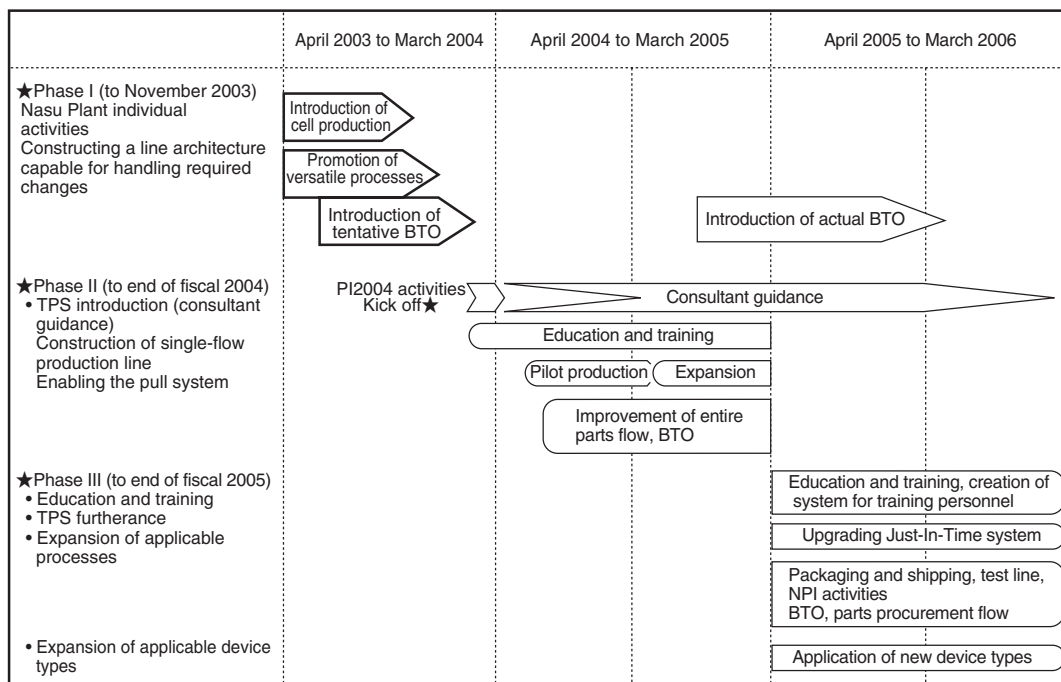 April 2003 to March 2004
April 2004 to March 2005
April 2005 to March 2006
★Phase I (to November 2003)
Nasu Plant individual
activities
Constructing a line architecture
capable for handling required
changes
Introduction of
cell production
Promotion of
versatile processes
Introduction of
tentative BTO
Introduction of actual BTO
★Phase II (to end of fiscal 2004)
• TPS introduction (consultant
guidance)
Construction of single-flow
production line
Enabling the pull system
PI2004 activities
Kick off★
Consultant guidance
Education and training
Pilot production
Expansion
Improvement of entire
parts flow, BTO
★Phase III (to end of fiscal 2005)
• Education and training
• TPS furtherance
• Expansion of applicable
processes
• Expansion of applicable device
types
Education and training, creation of
system for training personnel
Upgrading Just-In-Time system
Packaging and shipping, test line,
NPI activities
BTO, parts procurement flow
Application of new device types